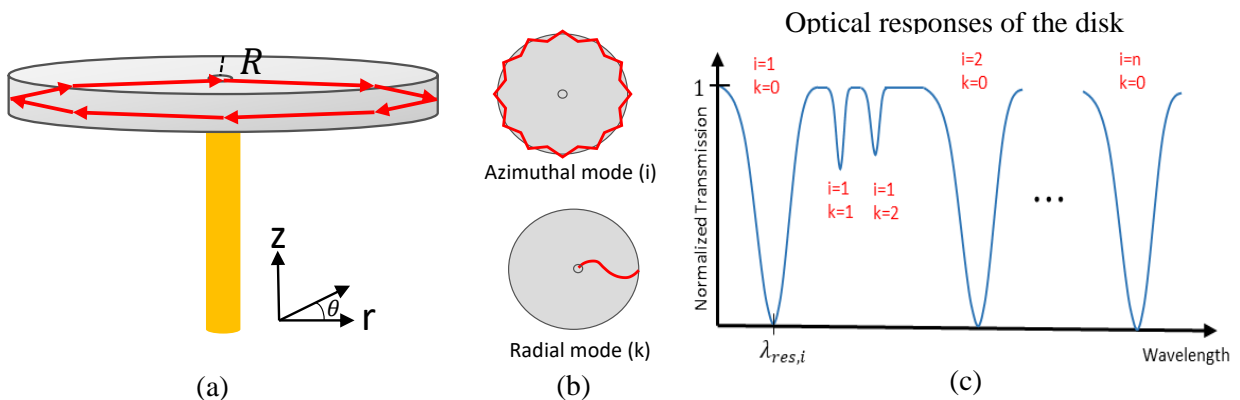 R
z
θ
r
(a)
Azimuthal mode (i)
Radial mode (k)
(b)
Optical responses of the disk
Normalized Transmission
1
i=1
k=0
i=1
k=1
i=1
k=2
i=2
k=0
...
i=n
k=0
λres,i
Wavelength
(c)